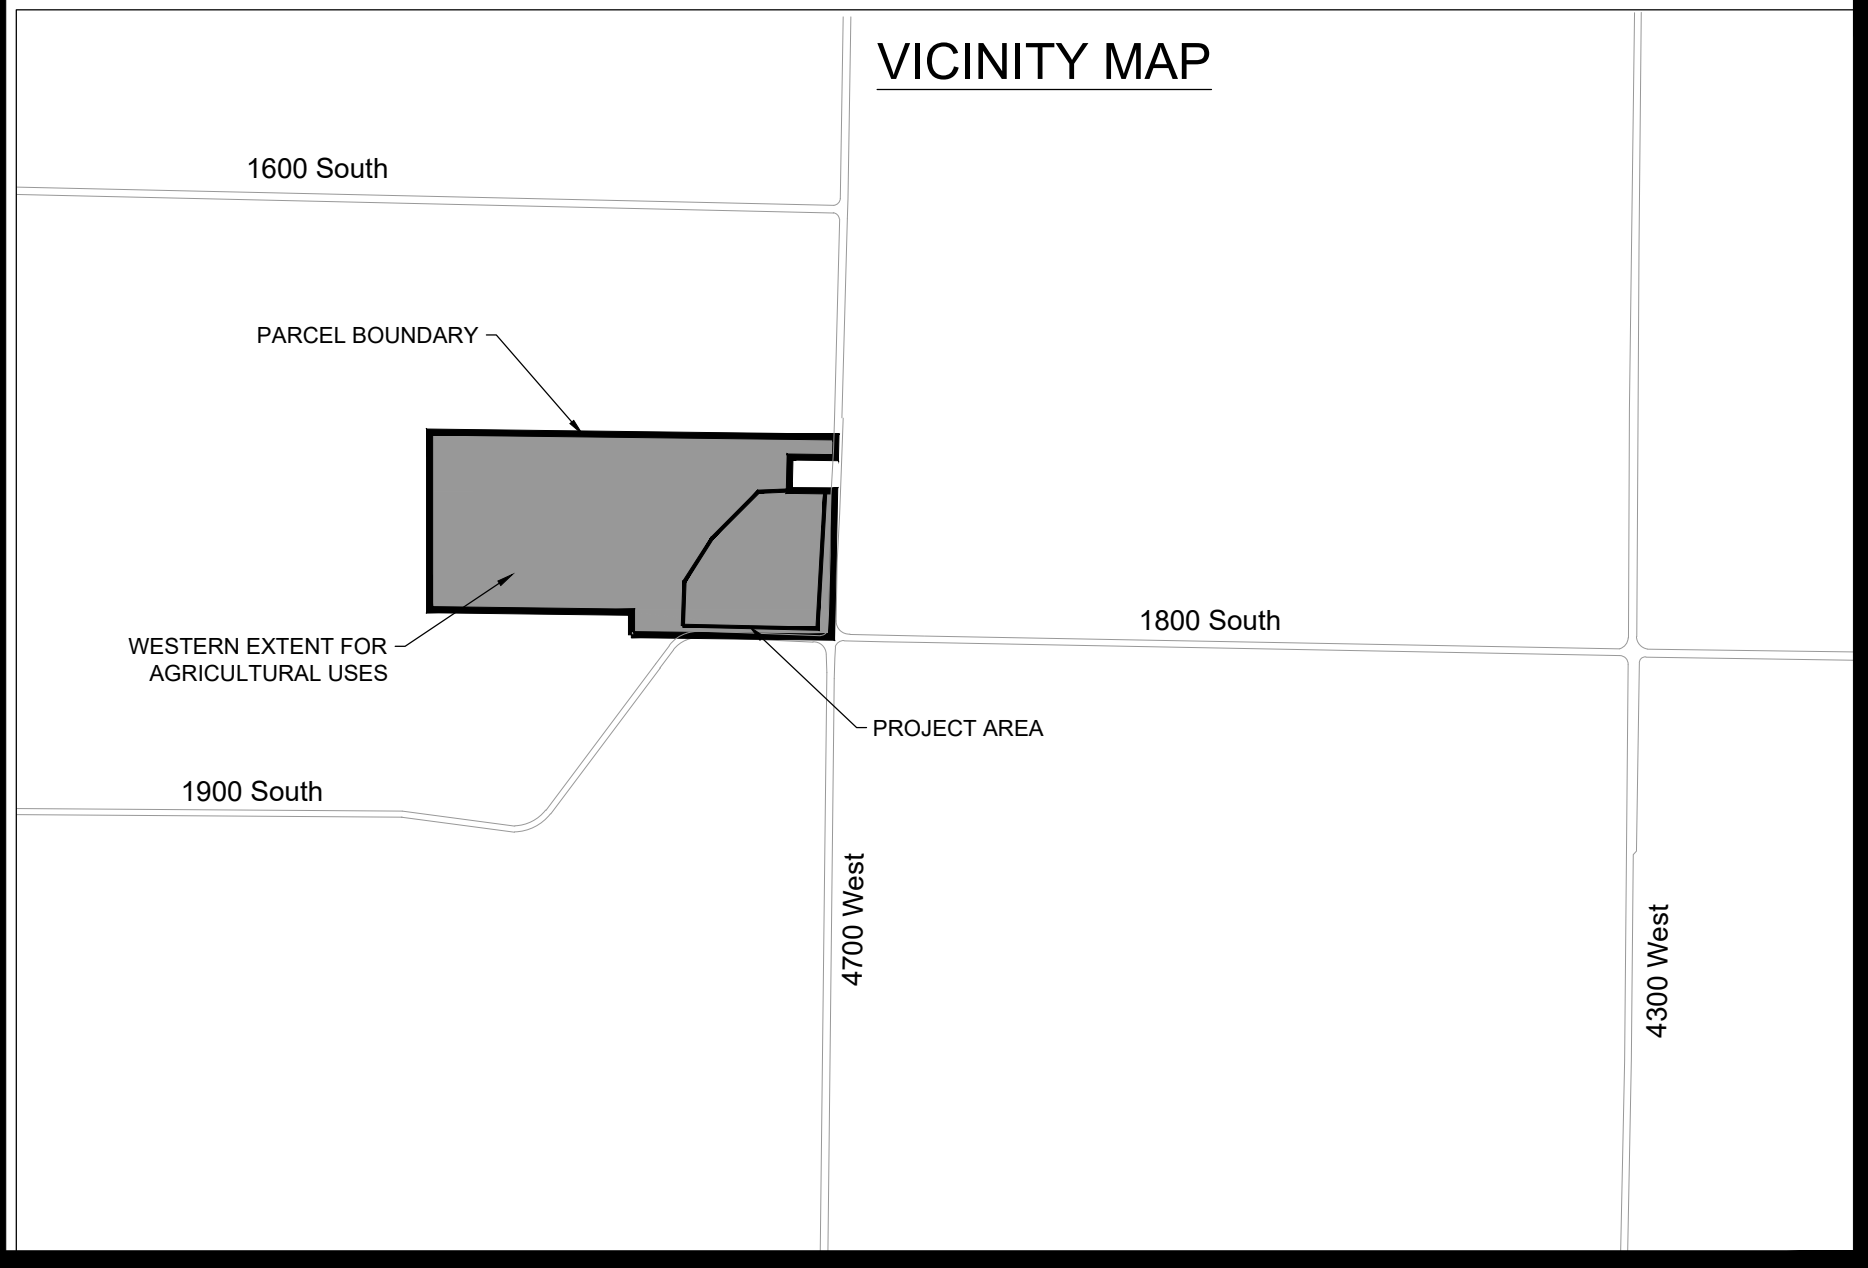 VICINITY MAP
1600 South
PARCEL BOUNDARY
1800 South
WESTERN EXTENT FOR
AGRICULTURAL USES
PROJECT AREA
1900 South
4700 West
4300 West